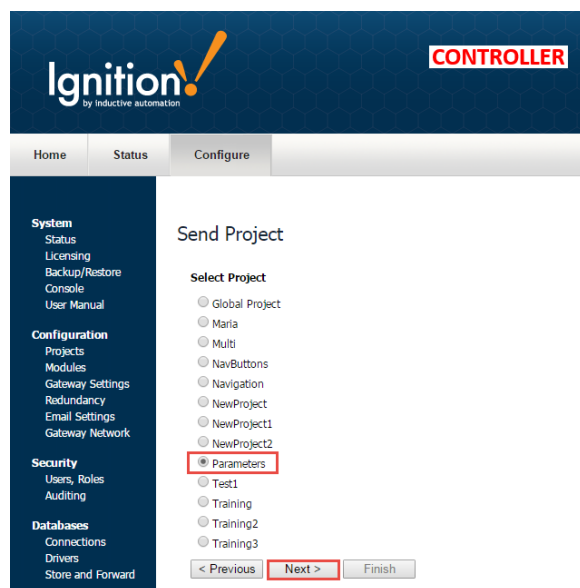 Ignition!
by inductive automation
CONTROLLER
Home Status Configure
System
Status
Licensing
Backup/Restore
Console
User Manual
Configuration
Projects
Modules
Gateway Settings
Redundancy
Email Settings
Gateway Network
Security
Users, Roles
Auditing
Databases
Connections
Drivers
Store and Forward
Send Project
Select Project
Global Project
Maria
Multi
NavButtons
Navigation
NewProject
NewProject1
NewProject2
Parameters
Test1
Training
Training2
Training3
< Previous Next > Finish